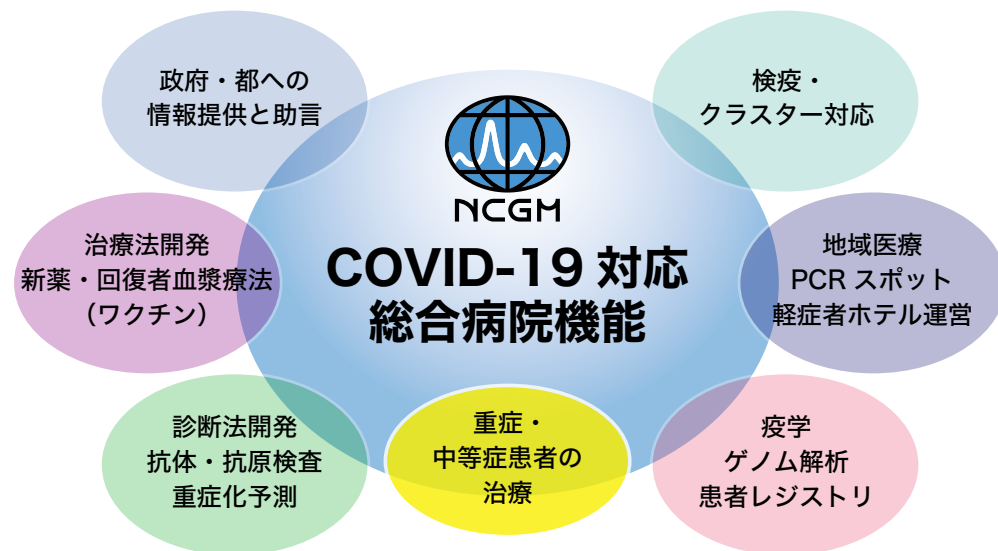 政府・都への
情報提供と助言
検疫・
クラスター対応
NCGM
COVID-19 対応
総合病院機能
治療法開発
新薬・回復者血漿療法
（ワクチン）
地域医療
PCR スポット
軽症者ホテル運営
診断法開発
抗体・抗原検査
重症化予測
重症・
中等症患者の
治療
疫学
ゲノム解析
患者レジストリ